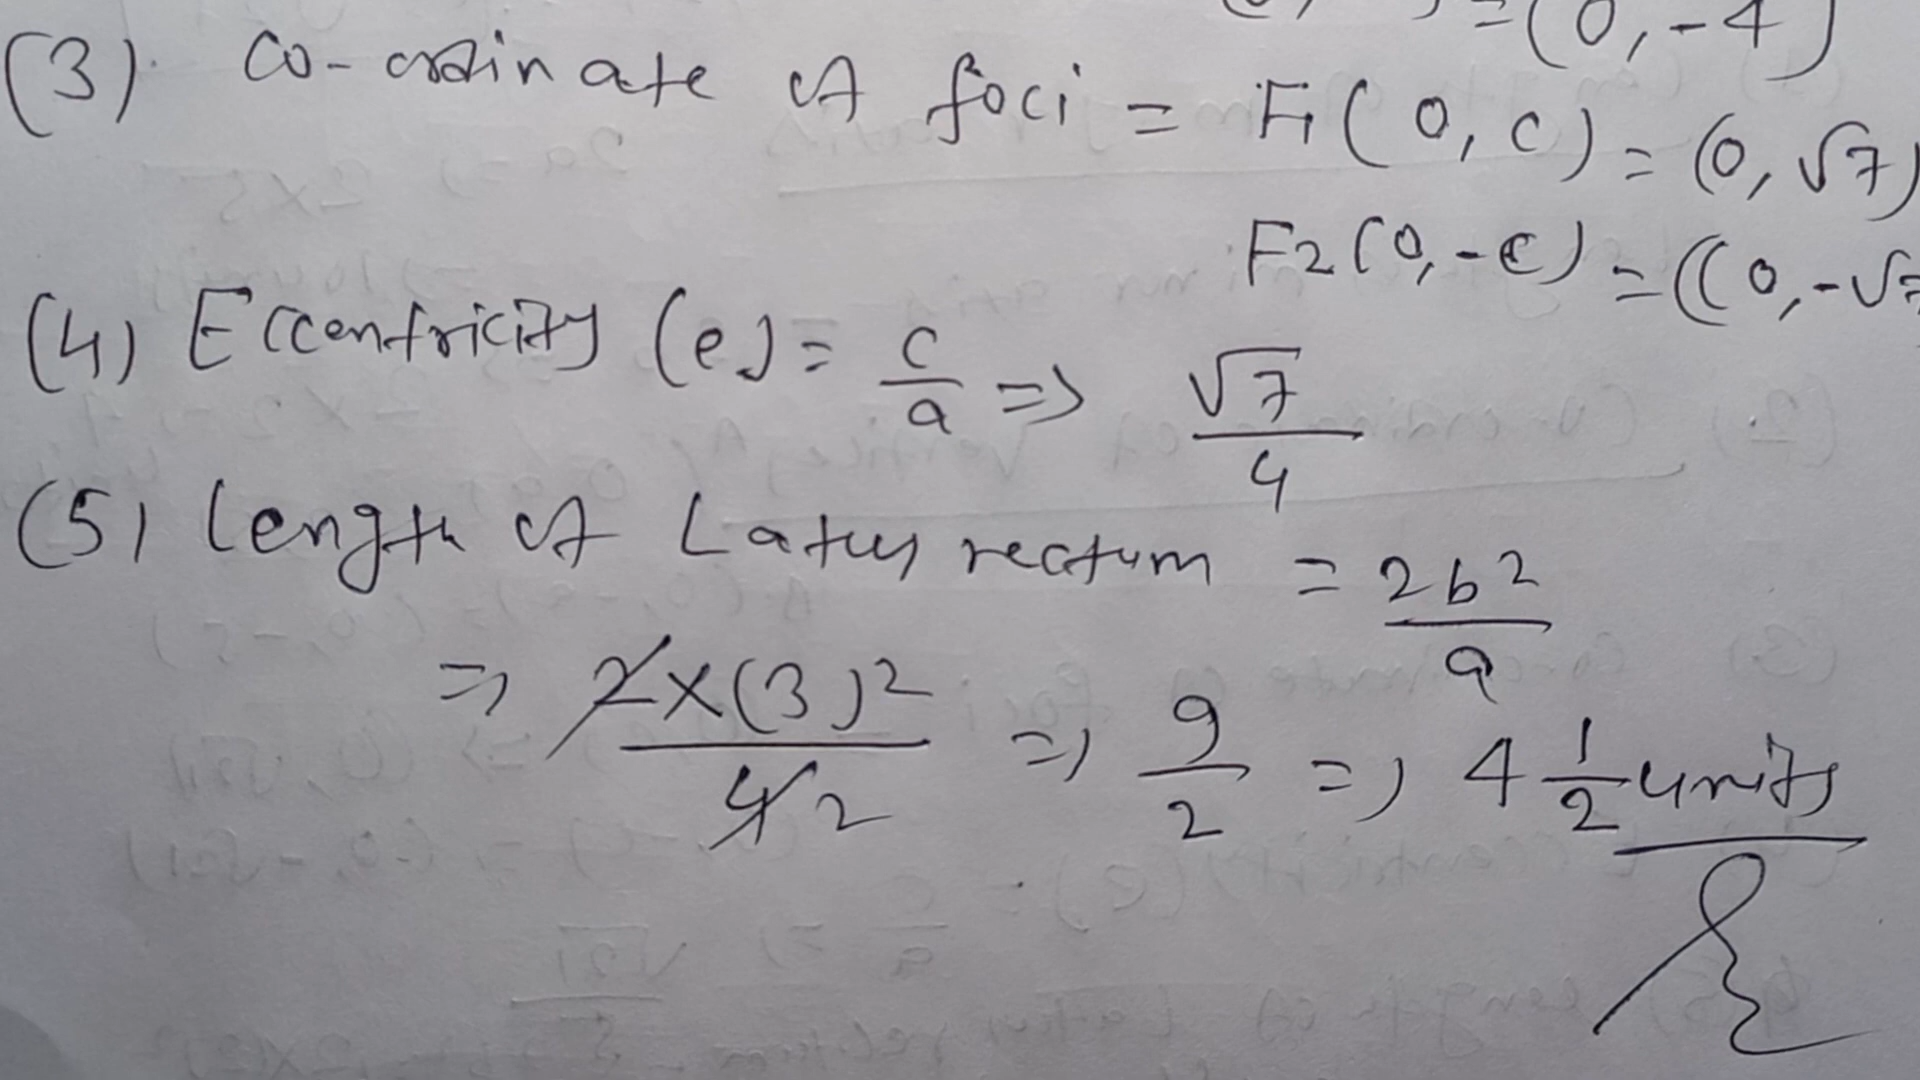 = (0, -4)
(3) co-ordinate of foci = F1 ( 0, c) = (0, √7)
F2 (0, -c) = ((0, -√7
(4) Eccentricity (e) = c/a => √7/4
(5) Length of Latus rectum = 2b²/a
=> 2×(3)²/4 2 => 9/2 => 4 1/2 units